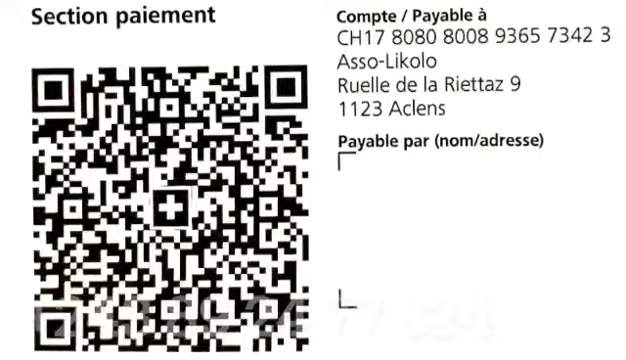 Section paiement
Compte / Payable à
CH17 8080 8008 9365 7342 3
Asso-Likolo
Ruelle de la Riettaz 9
1123 Aclens
Payable par (nom/adresse)